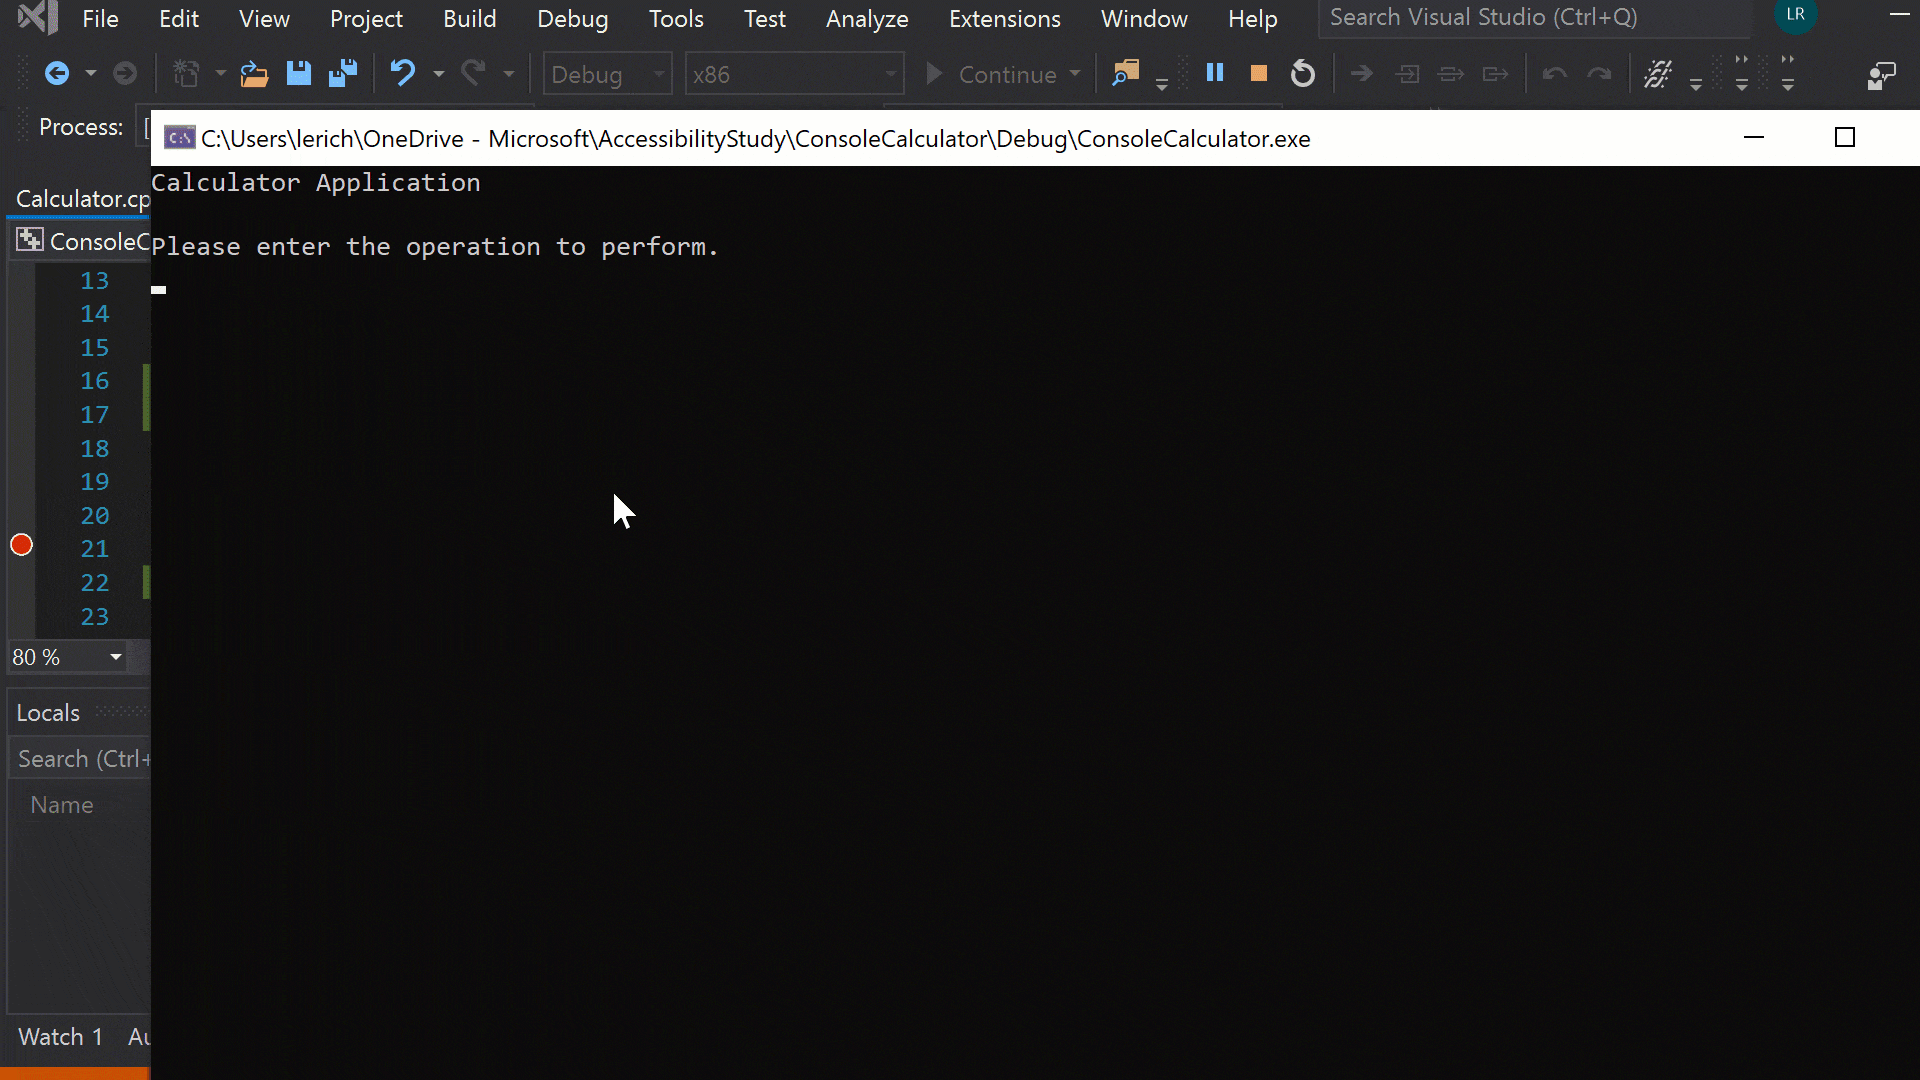 File Edit View Project Build Debug Tools Test Analyze Extensions Window Help Search Visual Studio (Ctrl+Q) LR
Debug x86 Continue
Process: [
C:\Users\lerich\OneDrive - Microsoft\AccessibilityStudy\ConsoleCalculator\Debug\ConsoleCalculator.exe
Calculator Application
Calculator.cp
ConsoleC
Please enter the operation to perform.
13
14
15
16
17
18
19
20
21
22
23
80 %
Locals
Search (Ctrl+
Name
Watch 1 Au